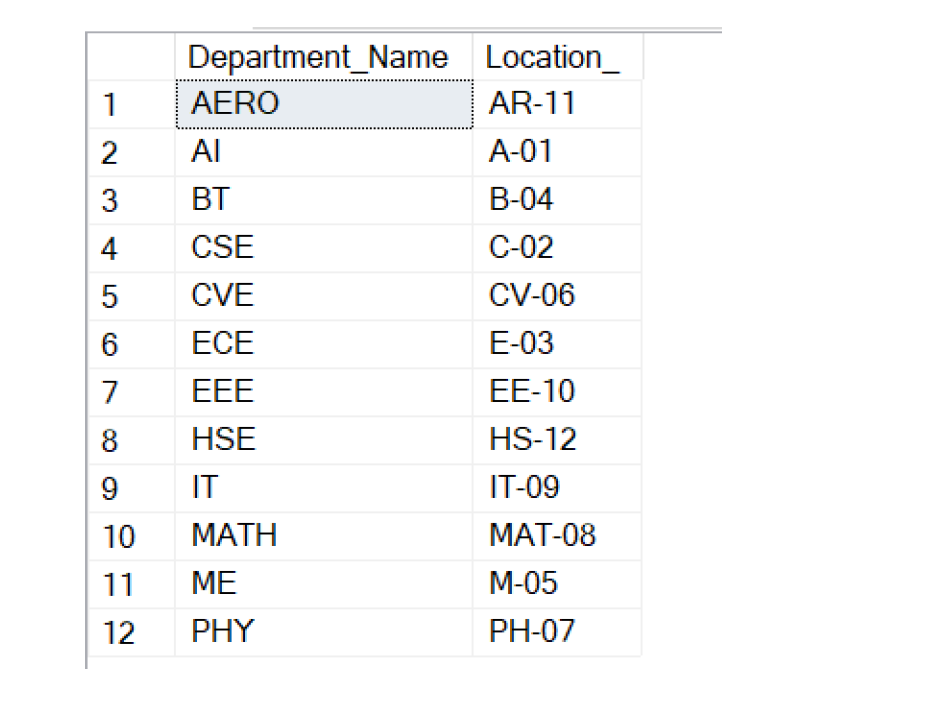 Department_Name Location_
1 AERO AR-11
2 AI A-01
3 BT B-04
4 CSE C-02
5 CVE CV-06
6 ECE E-03
7 EEE EE-10
8 HSE HS-12
9 IT IT-09
10 MATH MAT-08
11 ME M-05
12 PHY PH-07